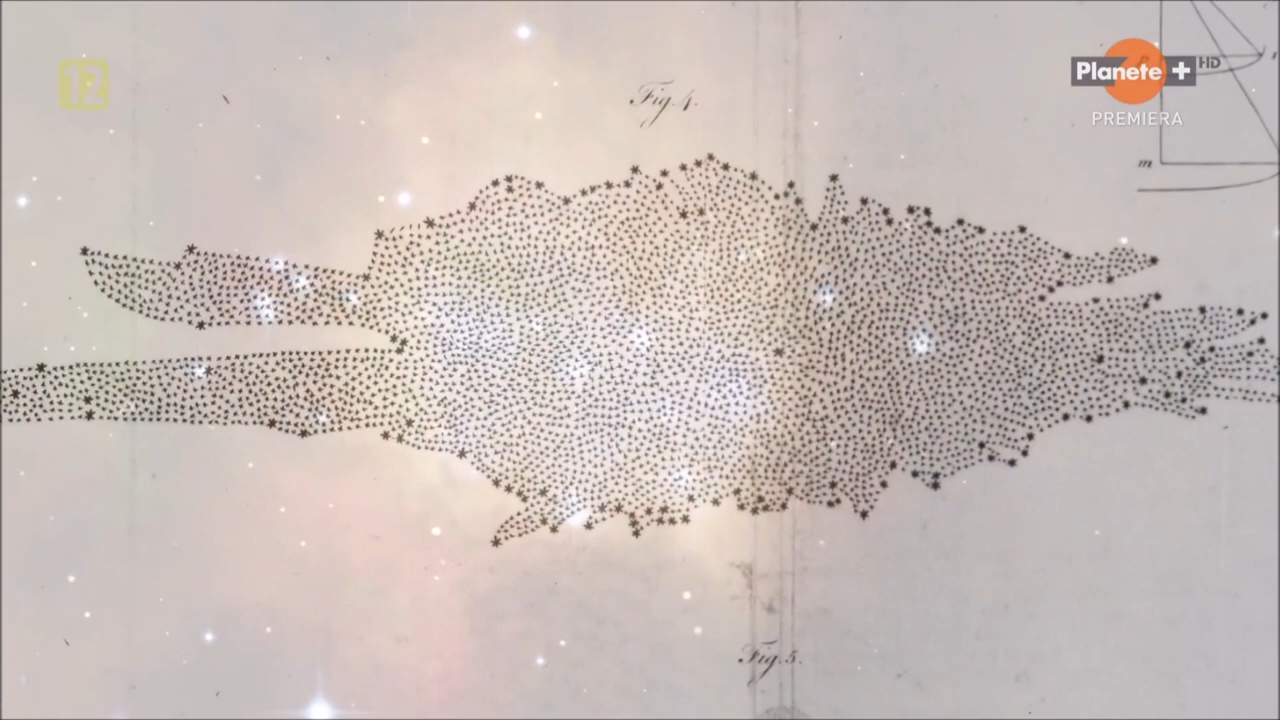 12
Planete + HD
PREMIERA
Fig. 4.
m
Fig. 5.